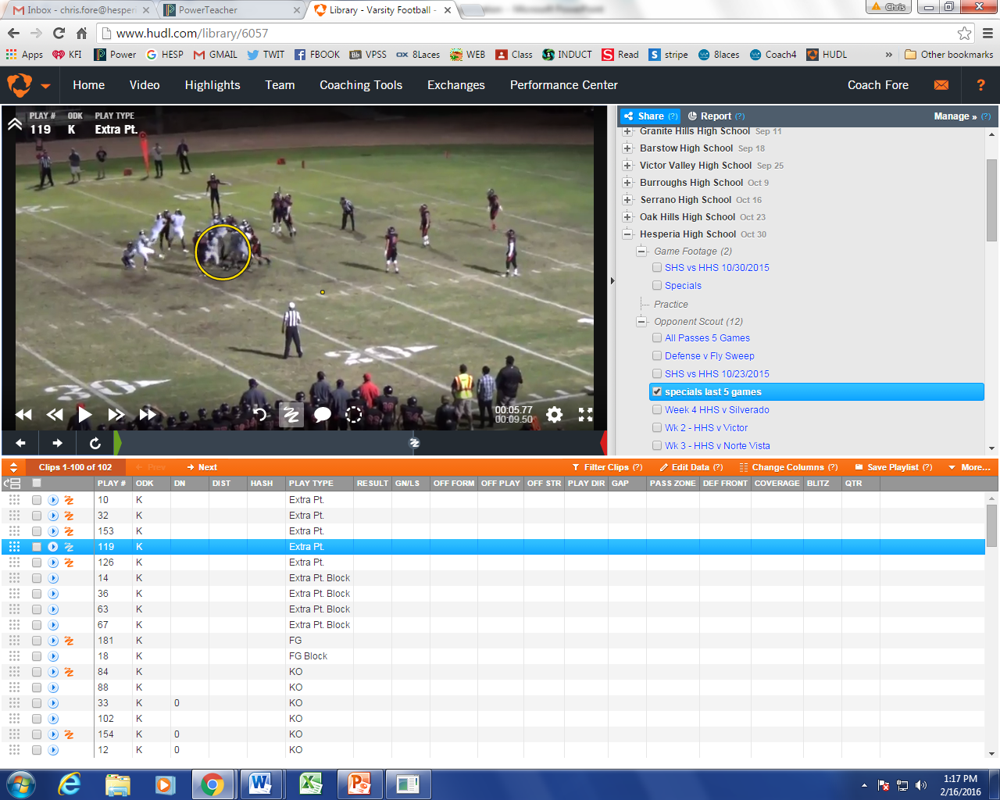 Inbox - chris.fore@hesperi
PowerTeacher
Library - Varsity Football -
Chris
www.hudl.com/library/6057
Apps KFI Power HESP GMAIL TWIT FBOOK VPSS 8Laces WEB Class INDUCT Read stripe 8laces Coach4 HUDL » Other bookmarks
Home Video Highlights Team Coaching Tools Exchanges Performance Center Coach Fore ?
PLAY # ODK PLAY TYPE
119 K Extra Pt.
20
30
00:05.77
00:09.50
Share (?) Report (?) Manage » (?)
Granite Hills High School Sep 11
Barstow High School Sep 18
Victor Valley High School Sep 25
Burroughs High School Oct 9
Serrano High School Oct 16
Oak Hills High School Oct 23
Hesperia High School Oct 30
Game Footage (2)
SHS vs HHS 10/30/2015
Specials
Practice
Opponent Scout (12)
All Passes 5 Games
Defense v Fly Sweep
SHS vs HHS 10/23/2015
specials last 5 games
Week 4 HHS v Silverado
Wk 2 - HHS v Victor
Wk 3 - HHS v Norte Vista
Clips 1-100 of 102 Prev Next Filter Clips (?) Edit Data (?) Change Columns (?) Save Playlist (?) More...
PLAY # ODK DN DIST HASH PLAY TYPE RESULT GN/LS OFF FORM OFF PLAY OFF STR PLAY DIR GAP PASS ZONE DEF FRONT COVERAGE BLITZ QTR
10 K Extra Pt.
32 K Extra Pt.
153 K Extra Pt.
119 K Extra Pt.
126 K Extra Pt.
14 K Extra Pt. Block
36 K Extra Pt. Block
63 K Extra Pt. Block
67 K Extra Pt. Block
181 K FG
18 K FG Block
84 K KO
88 K KO
33 K 0 KO
102 K KO
154 K 0 KO
12 K 0 KO
1:17 PM
2/16/2016